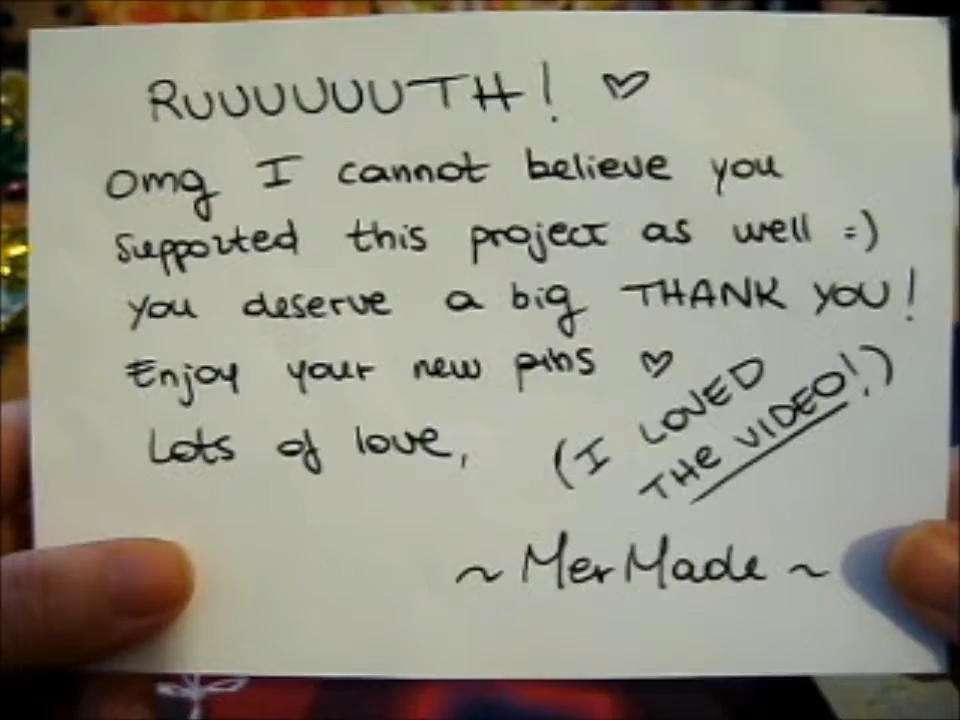 RUUUUUUTH! ♡
Omg I cannot believe you
supported this project as well =)
You deserve a big THANK YOU!
Enjoy your new pins ♡
Lots of love,
(I LOVED
THE VIDEO!)
~ MerMade ~